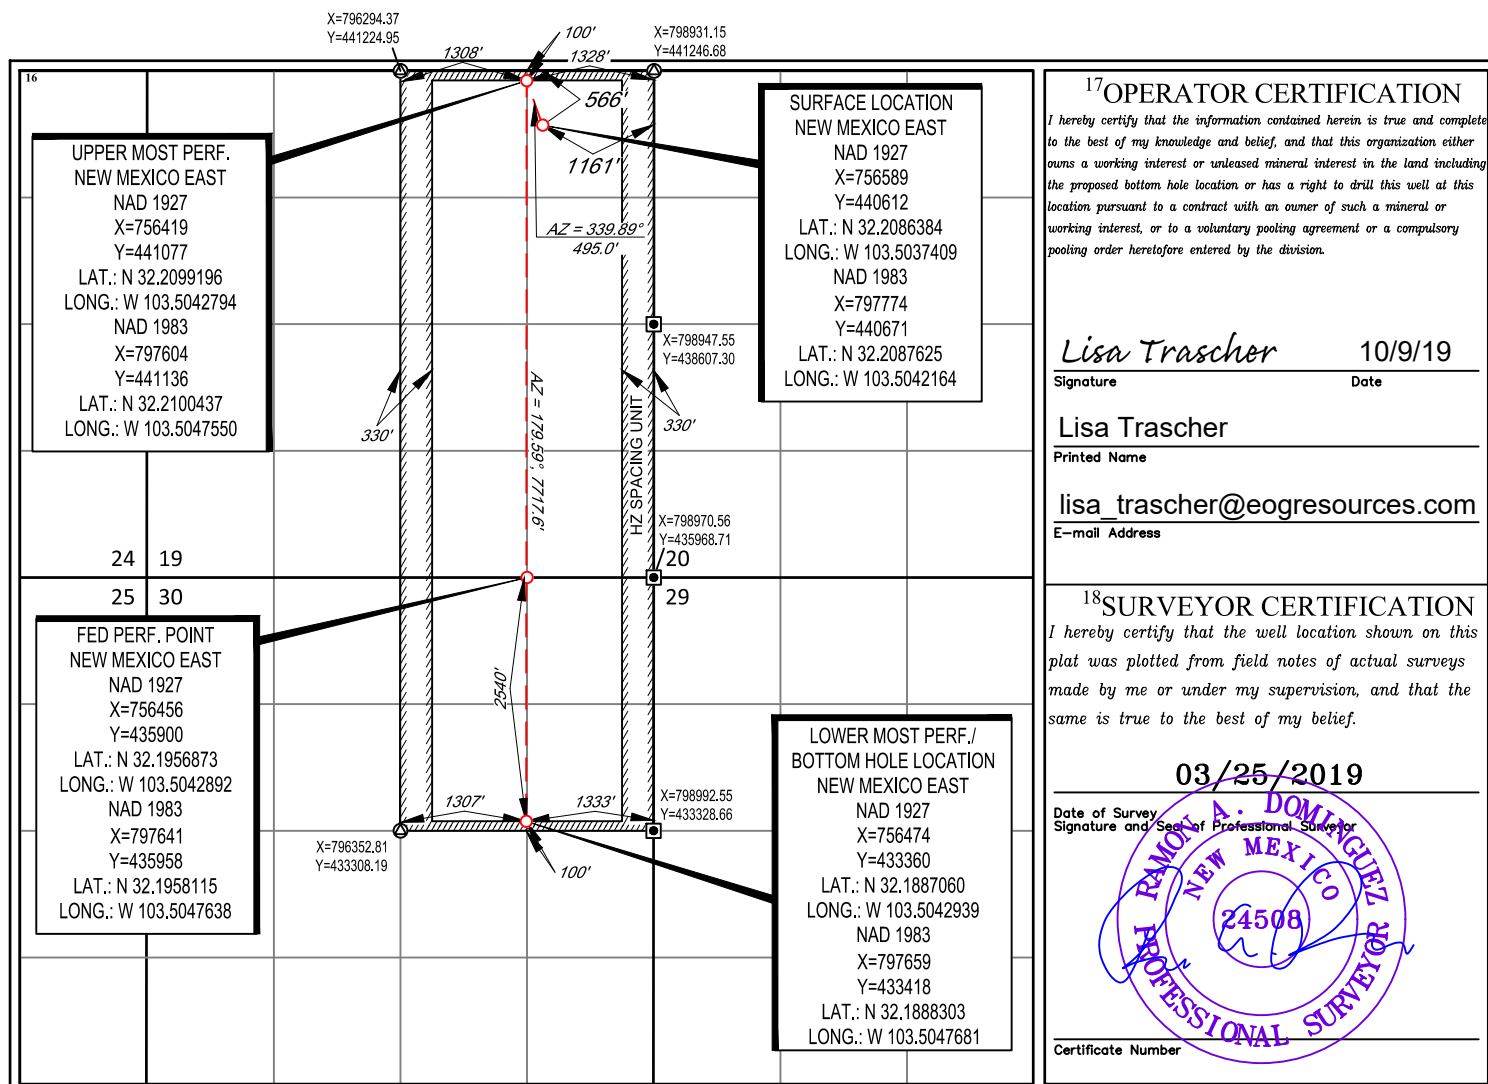 X=796294.37
Y=441224.95
100'
X=798931.15
Y=441246.68
1308'
1328'
16
566'
1161'
AZ = 339.89°
495.0'
UPPER MOST PERF.
NEW MEXICO EAST
NAD 1927
X=756419
Y=441077
LAT.: N 32.2099196
LONG.: W 103.5042794
NAD 1983
X=797604
Y=441136
LAT.: N 32.2100437
LONG.: W 103.5047550
SURFACE LOCATION
NEW MEXICO EAST
NAD 1927
X=756589
Y=440612
LAT.: N 32.2086384
LONG.: W 103.5037409
NAD 1983
X=797774
Y=440671
LAT.: N 32.2087625
LONG.: W 103.5042164
X=798947.55
Y=438607.30
330'
330'
AZ = 179.59°, 7717.6'
HZ SPACING UNIT
X=798970.56
Y=435968.71
24 19
20
25 30
29
FED PERF. POINT
NEW MEXICO EAST
NAD 1927
X=756456
Y=435900
LAT.: N 32.1956873
LONG.: W 103.5042892
NAD 1983
X=797641
Y=435958
LAT.: N 32.1958115
LONG.: W 103.5047638
2540'
LOWER MOST PERF./
BOTTOM HOLE LOCATION
NEW MEXICO EAST
NAD 1927
X=756474
Y=433360
LAT.: N 32.1887060
LONG.: W 103.5042939
NAD 1983
X=797659
Y=433418
LAT.: N 32.1888303
LONG.: W 103.5047681
1307'
1333'
X=798992.55
Y=433328.66
X=796352.81
Y=433308.19
100'
17 OPERATOR CERTIFICATION
I hereby certify that the information contained herein is true and complete
to the best of my knowledge and belief, and that this organization either
owns a working interest or unleased mineral interest in the land including
the proposed bottom hole location or has a right to drill this well at this
location pursuant to a contract with an owner of such a mineral or
working interest, or to a voluntary pooling agreement or a compulsory
pooling order heretofore entered by the division.
Lisa Trascher 10/9/19
Signature Date
Lisa Trascher
Printed Name
lisa_trascher@eogresources.com
E-mail Address
18 SURVEYOR CERTIFICATION
I hereby certify that the well location shown on this
plat was plotted from field notes of actual surveys
made by me or under my supervision, and that the
same is true to the best of my belief.
03/25/2019
Date of Survey
Signature and Seal of Professional Surveyor
RAMON A. DOMINGUEZ
NEW MEXICO
24508
PROFESSIONAL SURVEYOR
Certificate Number